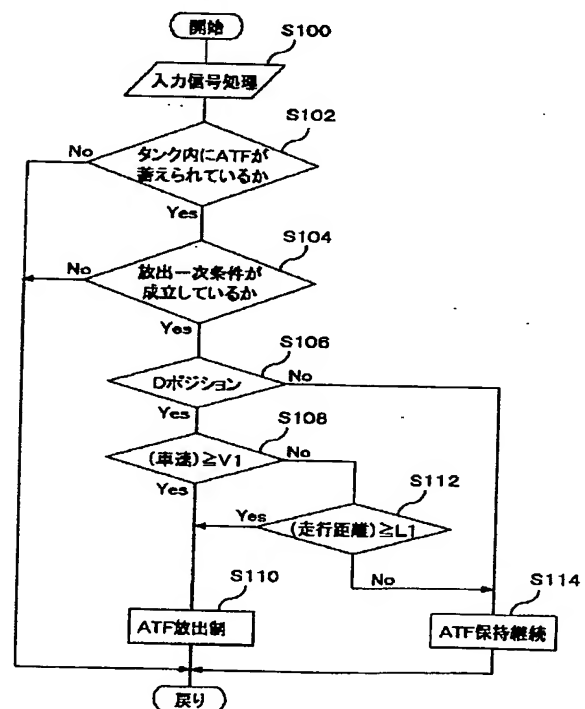 開始
S100
入力信号処理
S102
No
タンク内にATFが
蓄えられているか
Yes
S104
No
放出一次条件が
成立しているか
Yes
S106
Dポジション
No
Yes
S108
(車速)≧V1
No
Yes
S112
Yes
(走行距離)≧L1
No
S110
S114
ATF放出制
ATF保持継続
戻り